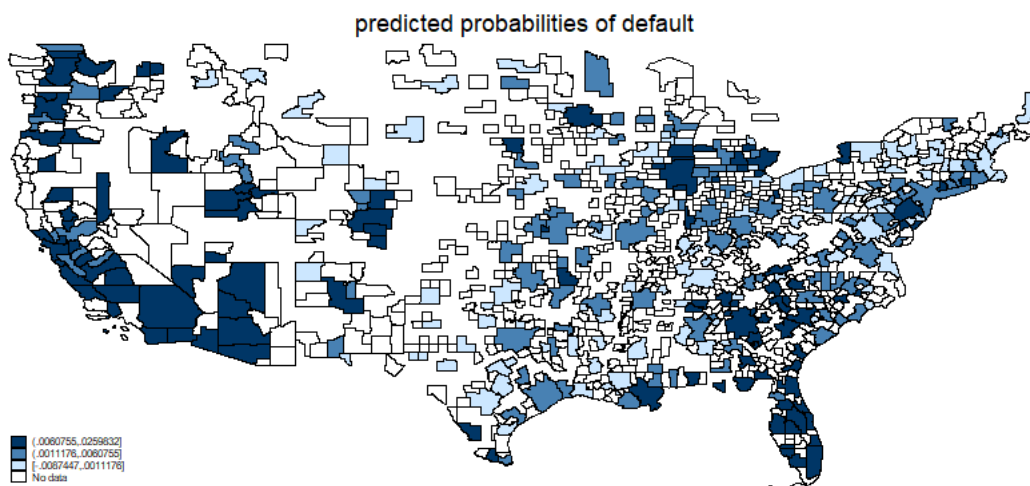 predicted probabilities of default
(.0060755,.0259832]
(.0011176,.0060755]
[-.0087447,.0011176]
No data